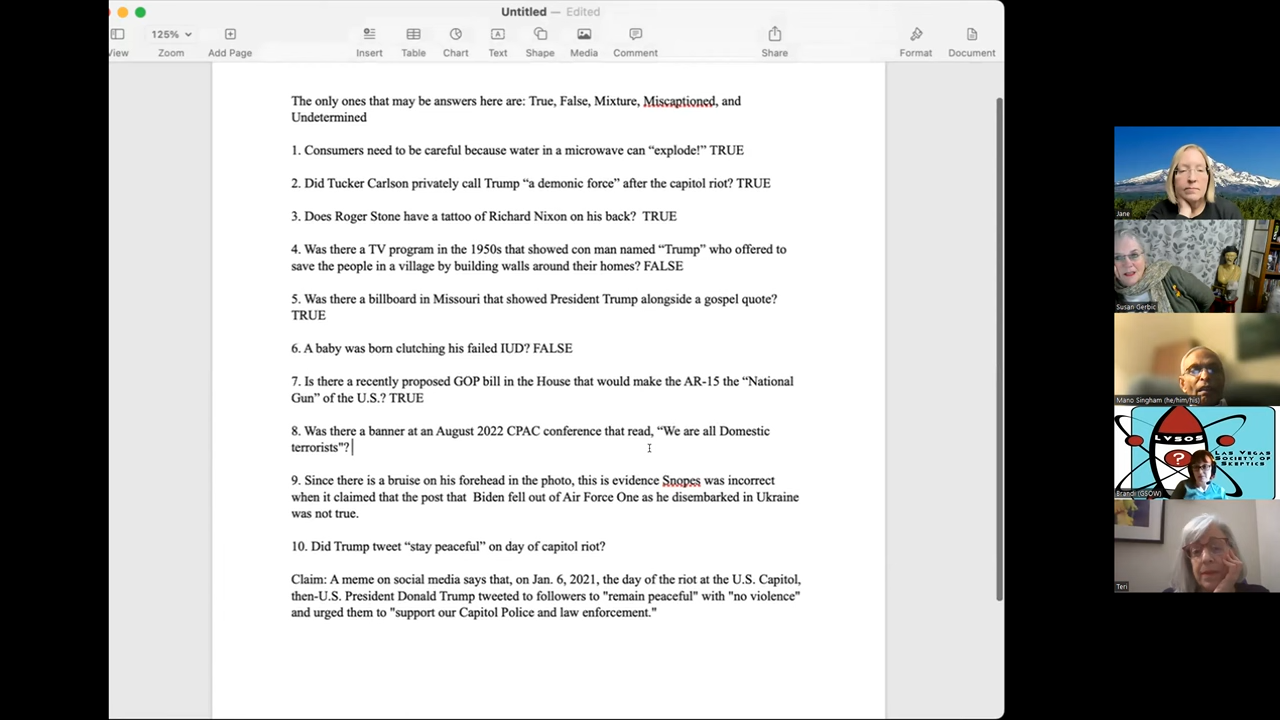 Untitled — Edited
125%
View
Zoom
Add Page
Insert
Table
Chart
Text
Shape
Media
Comment
Share
Format
Document
The only ones that may be answers here are: True, False, Mixture, Miscaptioned, and
Undetermined
1. Consumers need to be careful because water in a microwave can “explode!” TRUE
2. Did Tucker Carlson privately call Trump “a demonic force” after the capitol riot? TRUE
3. Does Roger Stone have a tattoo of Richard Nixon on his back?  TRUE
4. Was there a TV program in the 1950s that showed con man named “Trump” who offered to
save the people in a village by building walls around their homes? FALSE
5. Was there a billboard in Missouri that showed President Trump alongside a gospel quote?
TRUE
6. A baby was born clutching his failed IUD? FALSE
7. Is there a recently proposed GOP bill in the House that would make the AR-15 the “National
Gun” of the U.S.? TRUE
8. Was there a banner at an August 2022 CPAC conference that read, “We are all Domestic
terrorists”?
9. Since there is a bruise on his forehead in the photo, this is evidence Snopes was incorrect
when it claimed that the post that  Biden fell out of Air Force One as he disembarked in Ukraine
was not true.
10. Did Trump tweet “stay peaceful” on day of capitol riot?
Claim: A meme on social media says that, on Jan. 6, 2021, the day of the riot at the U.S. Capitol,
then-U.S. President Donald Trump tweeted to followers to "remain peaceful" with "no violence"
and urged them to "support our Capitol Police and law enforcement."
Jane
Susan Gerbic
Mano Singham (he/him/his)
LVSOS
?
Las Vegas
Society of
Skeptics
Brandi (GSOW)
Teri